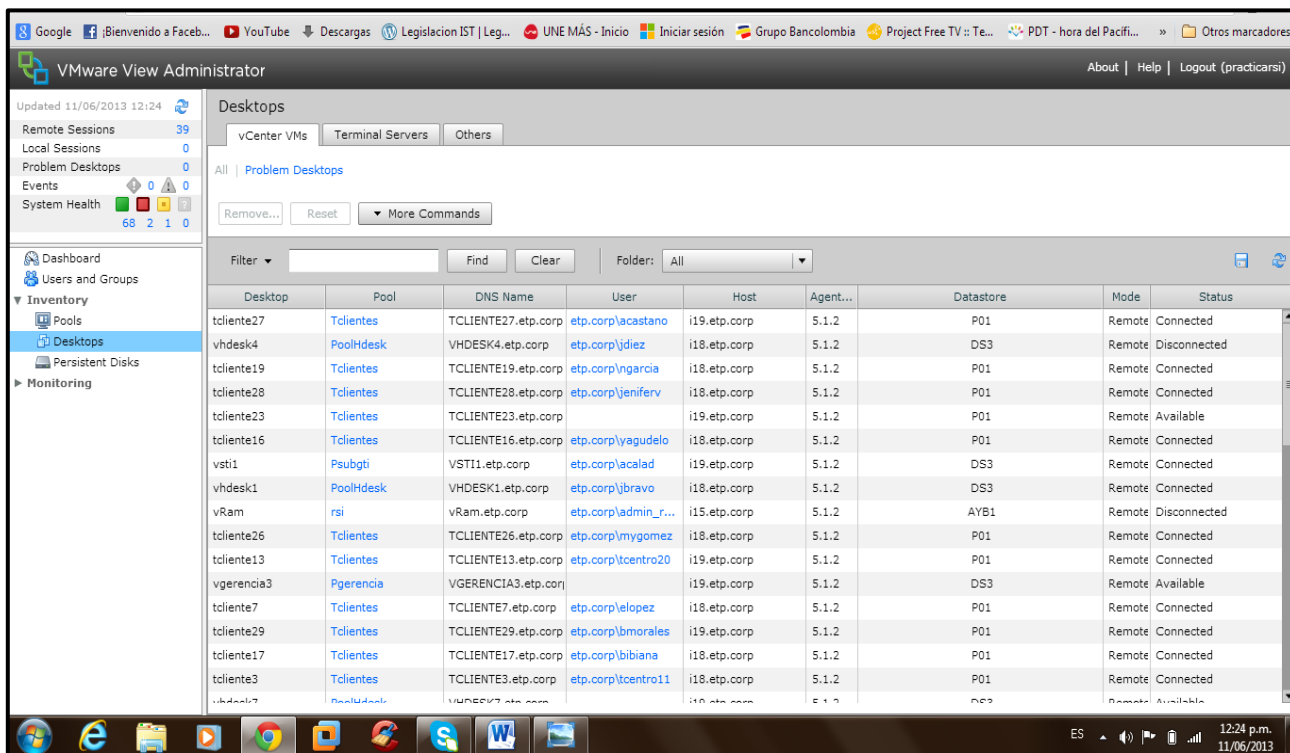 Google ¡Bienvenido a Faceb... YouTube Descargas Legislacion IST | Leg... UNE MÁS - Inicio Iniciar sesión Grupo Bancolombia Project Free TV :: Te... PDT - hora del Pacífi... » Otros marcadores
VMware View Administrator About | Help | Logout (practicarsi)
Updated 11/06/2013 12:24
Remote Sessions 39
Local Sessions 0
Problem Desktops 0
Events 0 0
System Health ?
68 2 1 0
Dashboard
Users and Groups
Inventory
Pools
Desktops
Persistent Disks
Monitoring
Desktops
vCenter VMs Terminal Servers Others
All | Problem Desktops
Remove... Reset More Commands
Filter Find Clear Folder: All
Desktop Pool DNS Name User Host Agent... Datastore Mode Status
tcliente27 Tclientes TCLIENTE27.etp.corp etp.corp\acastano i19.etp.corp 5.1.2 P01 Remote Connected
vhdesk4 PoolHdesk VHDESK4.etp.corp etp.corp\jdiez i18.etp.corp 5.1.2 DS3 Remote Disconnected
tcliente19 Tclientes TCLIENTE19.etp.corp etp.corp\ngarcia i18.etp.corp 5.1.2 P01 Remote Connected
tcliente28 Tclientes TCLIENTE28.etp.corp etp.corp\jeniferv i18.etp.corp 5.1.2 P01 Remote Connected
tcliente23 Tclientes TCLIENTE23.etp.corp i19.etp.corp 5.1.2 P01 Remote Available
tcliente16 Tclientes TCLIENTE16.etp.corp etp.corp\yagudelo i18.etp.corp 5.1.2 P01 Remote Connected
vsti1 Psubgti VSTI1.etp.corp etp.corp\acalad i19.etp.corp 5.1.2 DS3 Remote Connected
vhdesk1 PoolHdesk VHDESK1.etp.corp etp.corp\jbravo i18.etp.corp 5.1.2 DS3 Remote Connected
vRam rsi vRam.etp.corp etp.corp\admin_r... i15.etp.corp 5.1.2 AYB1 Remote Disconnected
tcliente26 Tclientes TCLIENTE26.etp.corp etp.corp\mygomez i18.etp.corp 5.1.2 P01 Remote Connected
tcliente13 Tclientes TCLIENTE13.etp.corp etp.corp\tcentro20 i19.etp.corp 5.1.2 P01 Remote Connected
vgerencia3 Pgerencia VGERENCIA3.etp.corp i19.etp.corp 5.1.2 DS3 Remote Available
tcliente7 Tclientes TCLIENTE7.etp.corp etp.corp\elopez i18.etp.corp 5.1.2 P01 Remote Connected
tcliente29 Tclientes TCLIENTE29.etp.corp etp.corp\bmorales i19.etp.corp 5.1.2 P01 Remote Connected
tcliente17 Tclientes TCLIENTE17.etp.corp etp.corp\bibiana i18.etp.corp 5.1.2 P01 Remote Connected
tcliente3 Tclientes TCLIENTE3.etp.corp etp.corp\tcentro11 i18.etp.corp 5.1.2 P01 Remote Connected
ES 12:24 p.m.
11/06/2013